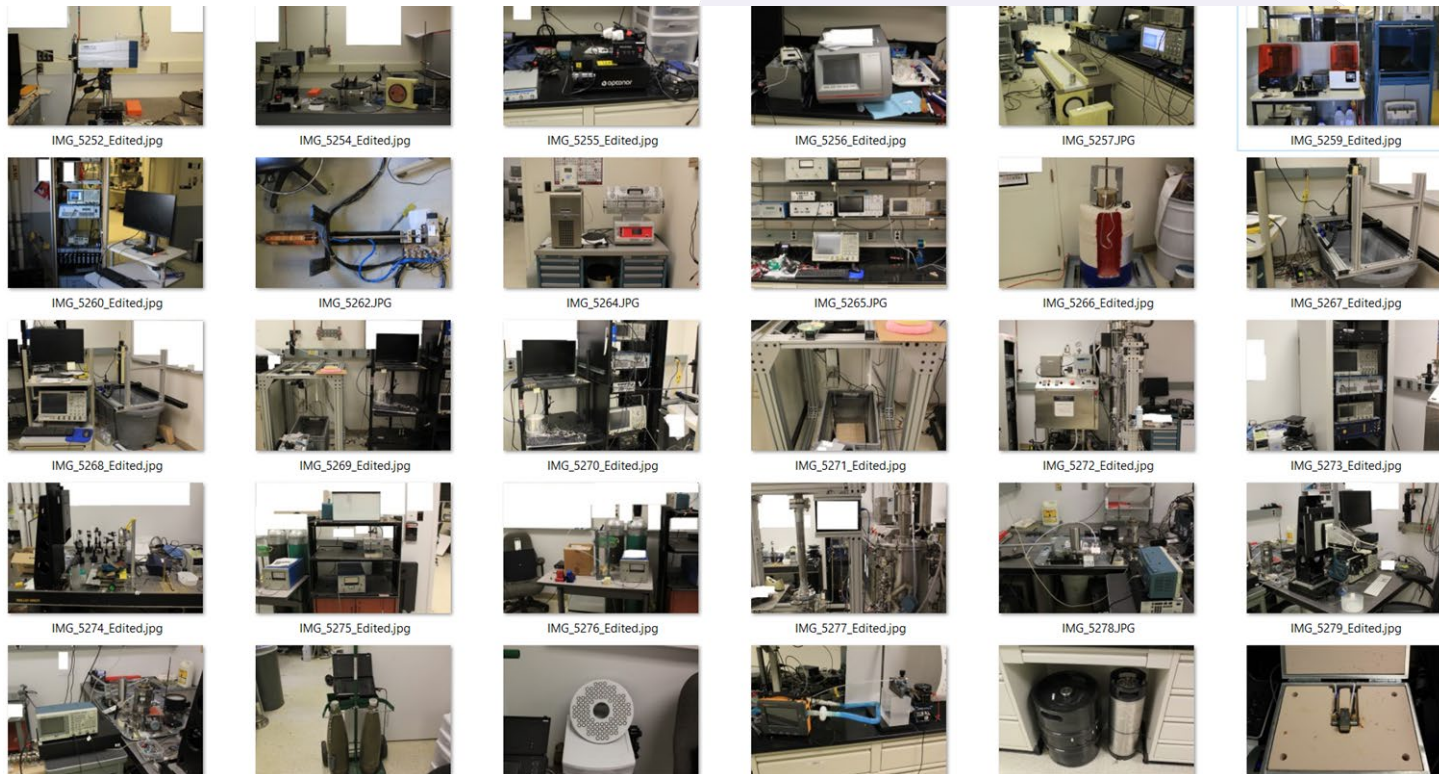 IMG_5252_Edited.jpg
IMG_5254_Edited.jpg
IMG_5255_Edited.jpg
IMG_5256_Edited.jpg
IMG_5257.JPG
IMG_5259_Edited.jpg
optonor
IMG_5260_Edited.jpg
IMG_5262.JPG
IMG_5264.JPG
IMG_5265.JPG
IMG_5266_Edited.jpg
IMG_5267_Edited.jpg
IMG_5268_Edited.jpg
IMG_5269_Edited.jpg
IMG_5270_Edited.jpg
IMG_5271_Edited.jpg
IMG_5272_Edited.jpg
IMG_5273_Edited.jpg
IMG_5274_Edited.jpg
IMG_5275_Edited.jpg
IMG_5276_Edited.jpg
IMG_5277_Edited.jpg
IMG_5278.JPG
IMG_5279_Edited.jpg